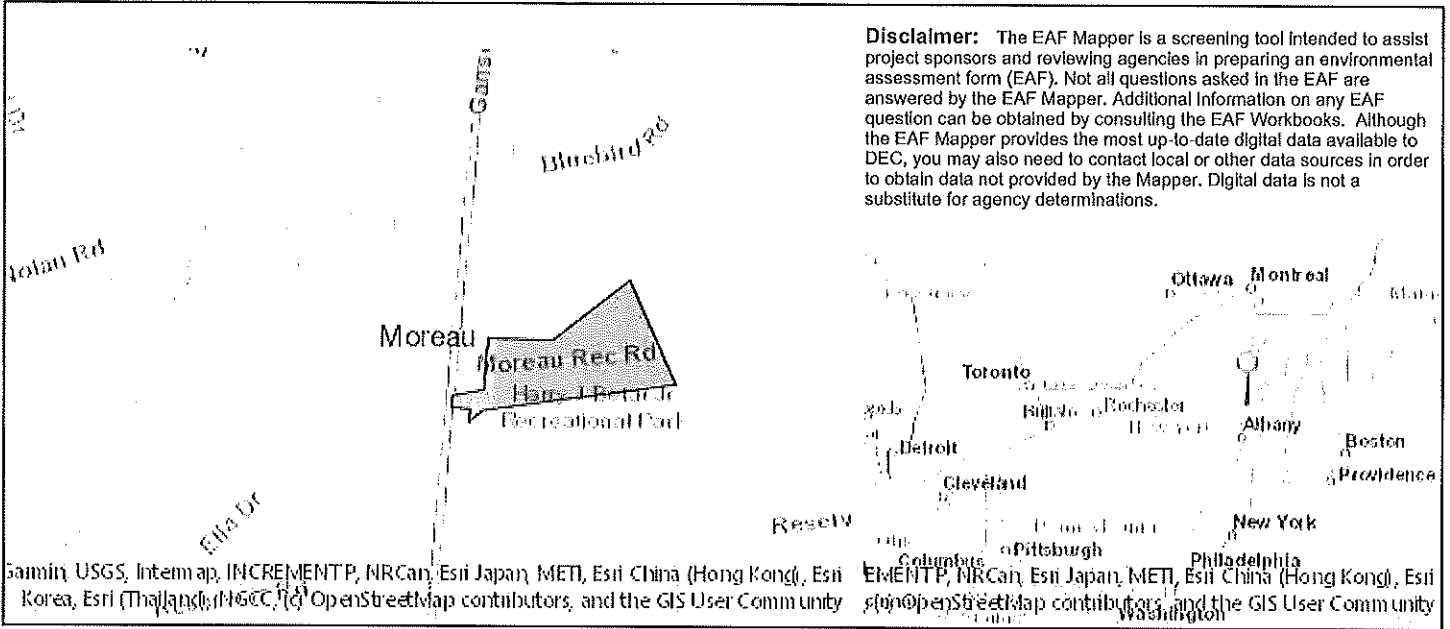 Disclaimer: The EAF Mapper is a screening tool intended to assist
project sponsors and reviewing agencies in preparing an environmental
assessment form (EAF). Not all questions asked in the EAF are
answered by the EAF Mapper. Additional information on any EAF
question can be obtained by consulting the EAF Workbooks. Although
the EAF Mapper provides the most up-to-date digital data available to
DEC, you may also need to contact local or other data sources in order
to obtain data not provided by the Mapper. Digital data is not a
substitute for agency determinations.
Gans
Bluebird Rd
Nolan Rd
Moreau
Moreau Rec Rd
Recreational Park
Ella Dr
Ottawa
Montreal
Toronto
Rochester
Detroit
Albany
Boston
Cleveland
Providence
New York
Columbus
Pittsburgh
Philadelphia
Washington
Garmin, USGS, Intermap, INCREMENT P, NRCan, Esri Japan, METI, Esri China (Hong Kong), Esri
Korea, Esri (Thailand), NGCC, OpenStreetMap contributors, and the GIS User Community
EMENT P, NRCan, Esri Japan, METI, Esri China (Hong Kong), Esri
OpenStreetMap contributors, and the GIS User Community